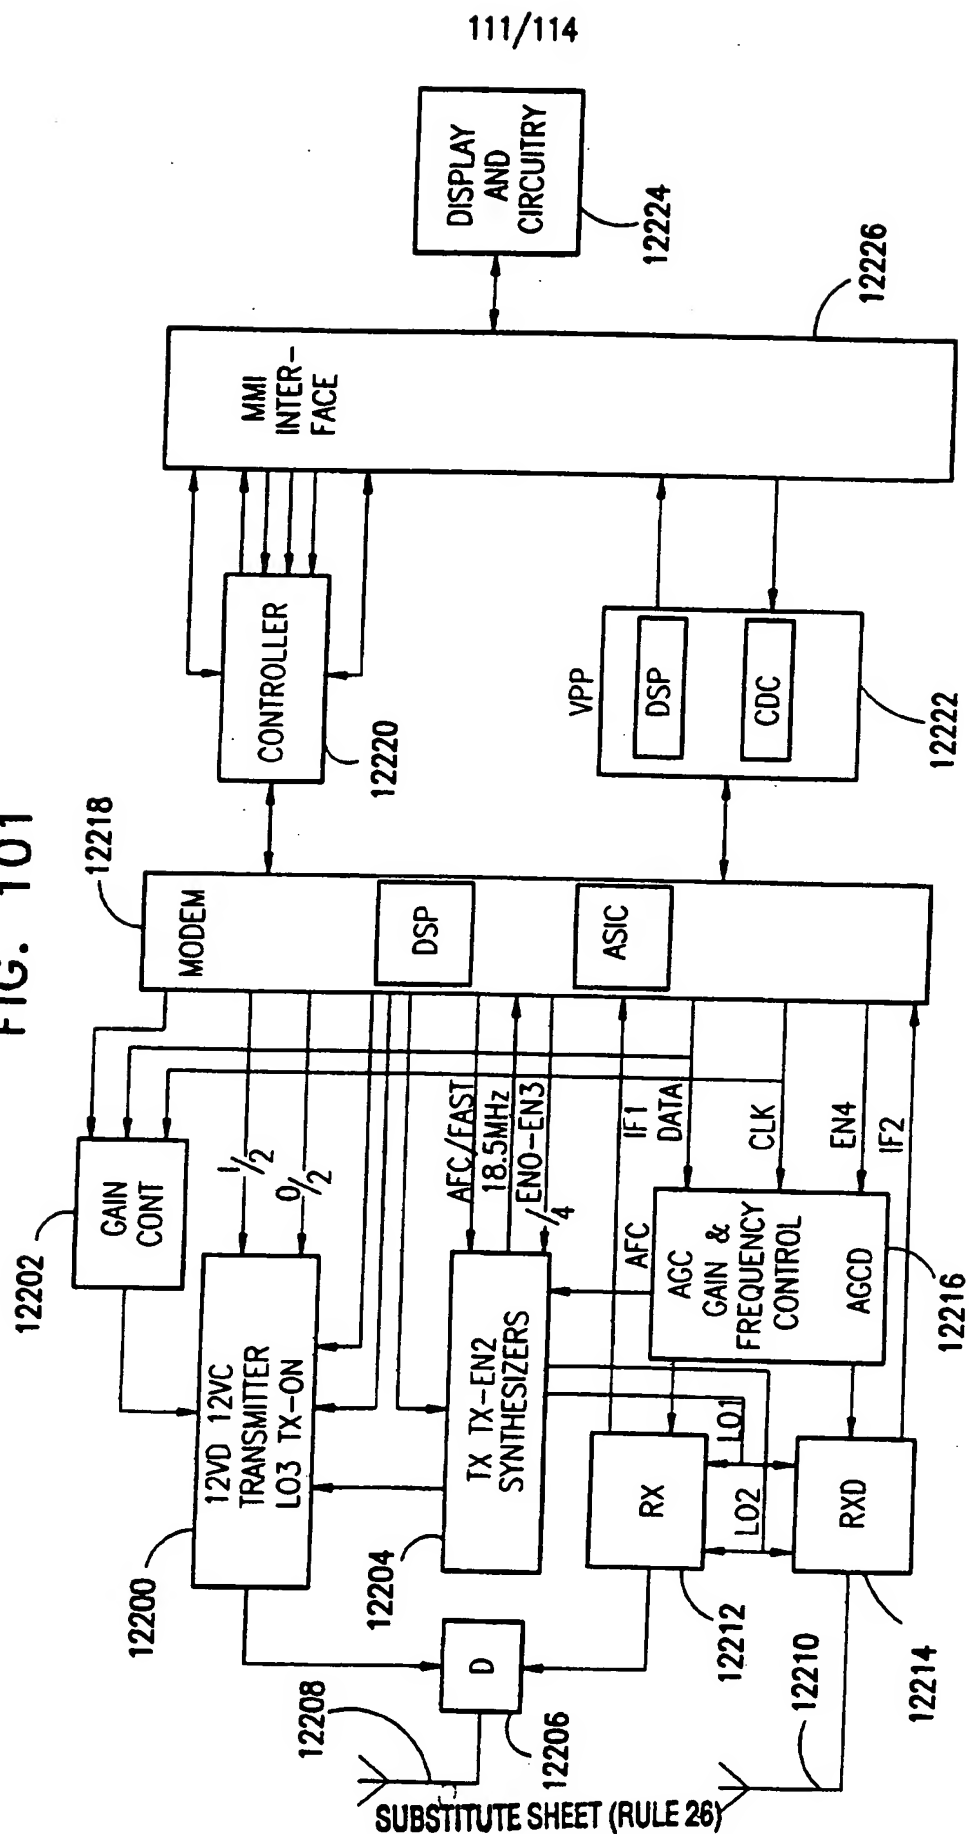 111/114
FIG. 101
DISPLAY
AND
CIRCUITRY
12224
12226
MMI
INTER-
FACE
CONTROLLER
12220
VPP
DSP
CDC
12222
12218
MODEM
DSP
ASIC
12202
GAIN
CONT
1/2
0/2
AFC/FAST
18.5MHz
ENO-EN3
/4
IF1
DATA
CLK
EN4
IF2
12VD 12VC
TRANSMITTER
LO3 TX-ON
12200
TX TX-EN2
SYNTHESIZERS
12204
AFC
AGC
GAIN &
FREQUENCY
CONTROL
AGCD
12216
LO1
LO2
RX
12212
RXD
12214
D
12206
12208
12210
SUBSTITUTE SHEET (RULE 26)